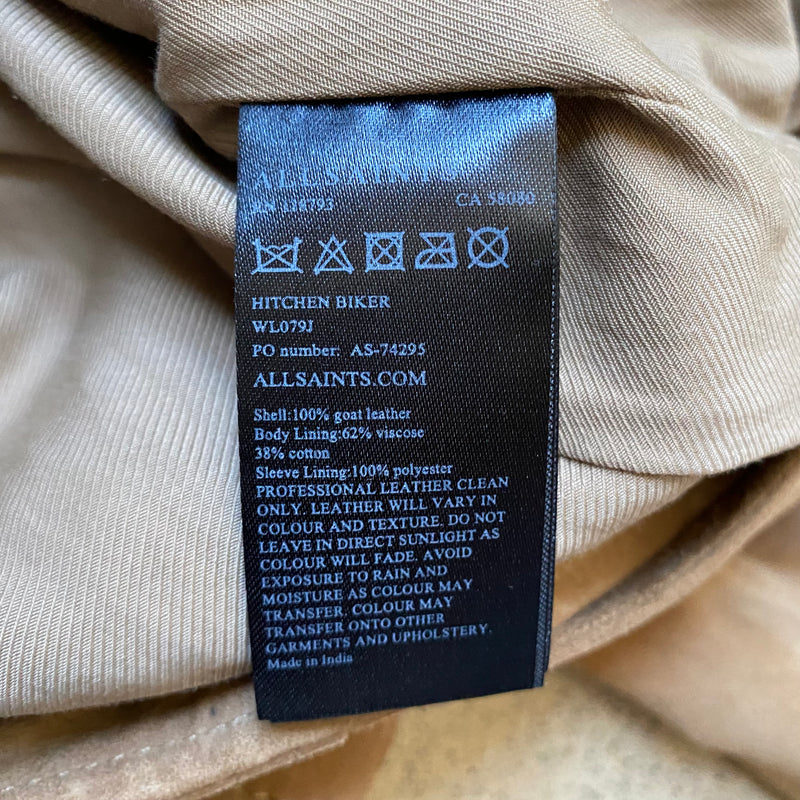 ALLSAINTS
CA 58080
HITCHEN BIKER
WL079J
PO number: AS-74295
ALLSAINTS.COM
Shell:100% goat leather
Body Lining:62% viscose
38% cotton
Sleeve Lining:100% polyester
PROFESSIONAL LEATHER CLEAN
ONLY. LEATHER WILL VARY IN
COLOUR AND TEXTURE. DO NOT
LEAVE IN DIRECT SUNLIGHT AS
COLOUR WILL FADE. AVOID
EXPOSURE TO RAIN AND
MOISTURE AS COLOUR MAY
TRANSFER. COLOUR MAY
TRANSFER ONTO OTHER
GARMENTS AND UPHOLSTERY.
Made in India